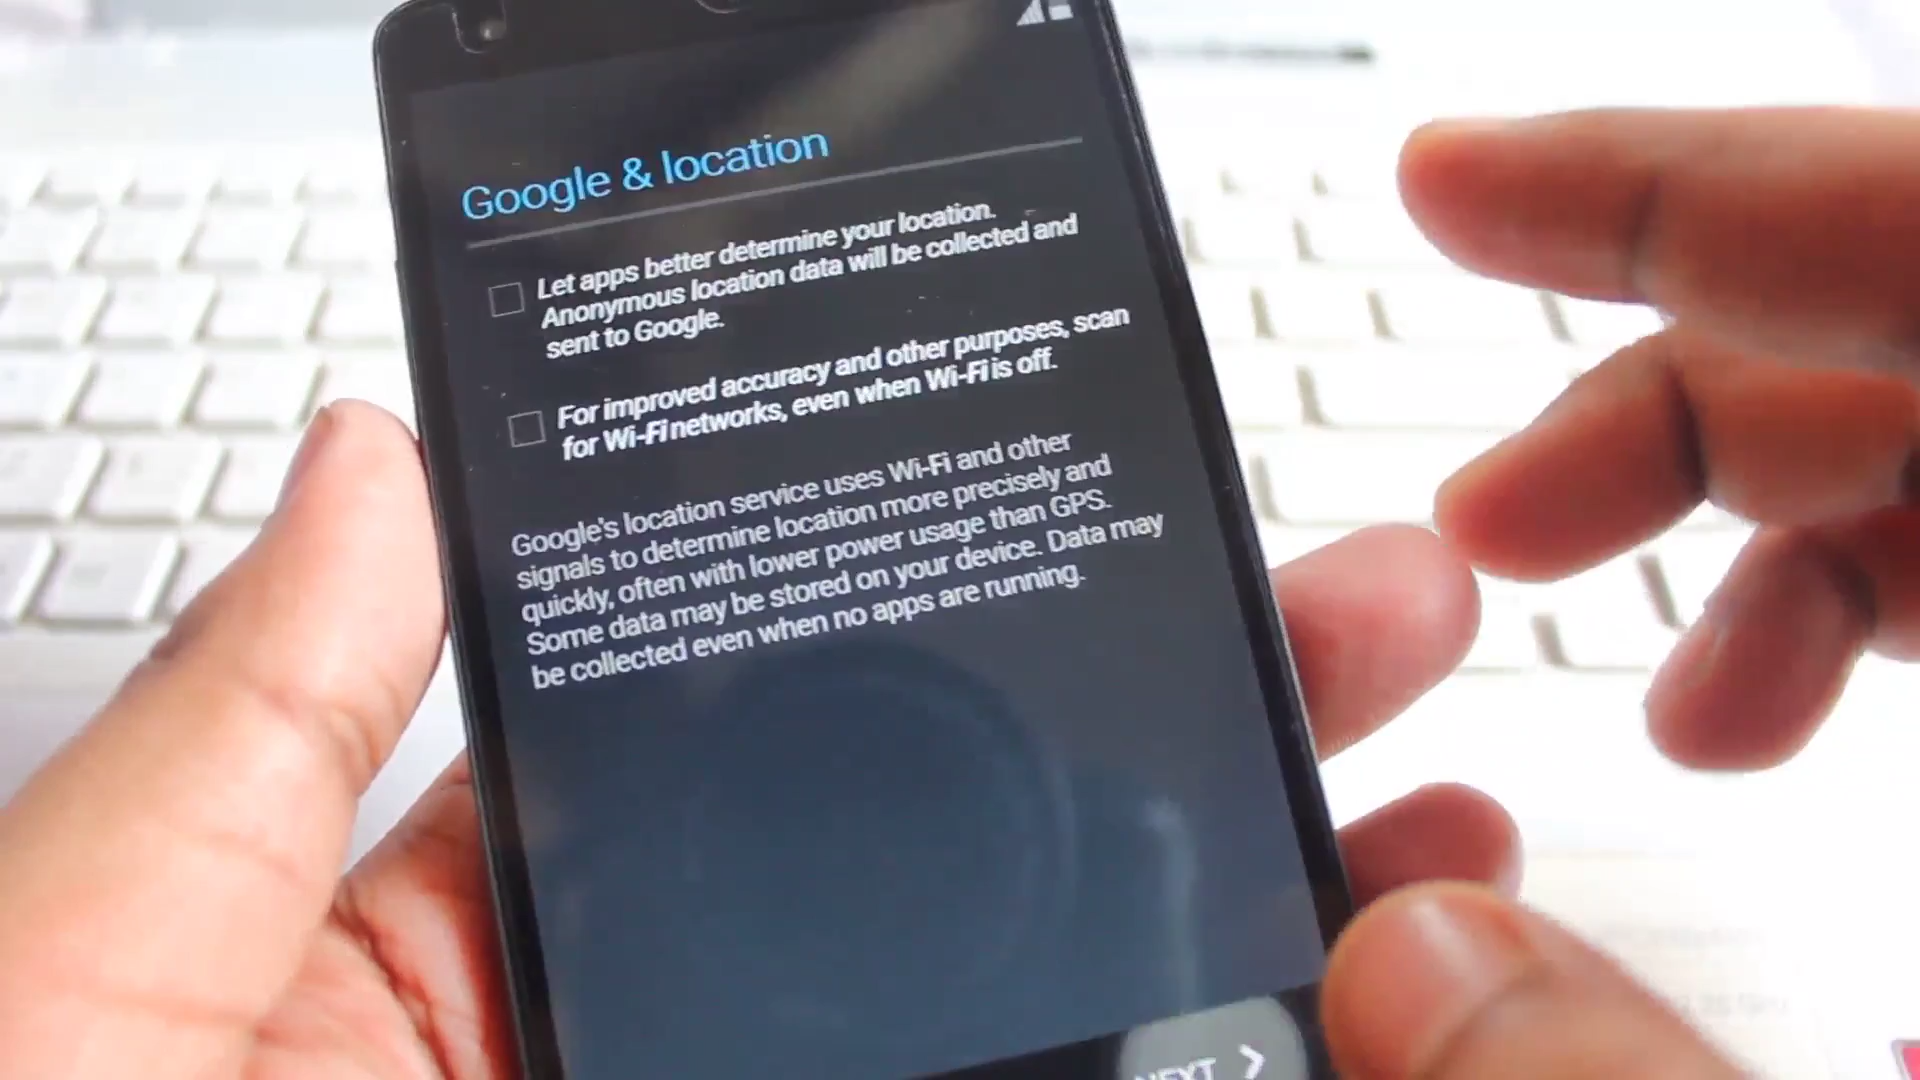 Google & location
Let apps better determine your location.
Anonymous location data will be collected and
sent to Google.
For improved accuracy and other purposes, scan
for Wi-Fi networks, even when Wi-Fi is off.
Google's location service uses Wi-Fi and other
signals to determine location more precisely and
quickly, often with lower power usage than GPS.
Some data may be stored on your device. Data may
be collected even when no apps are running.
NEXT